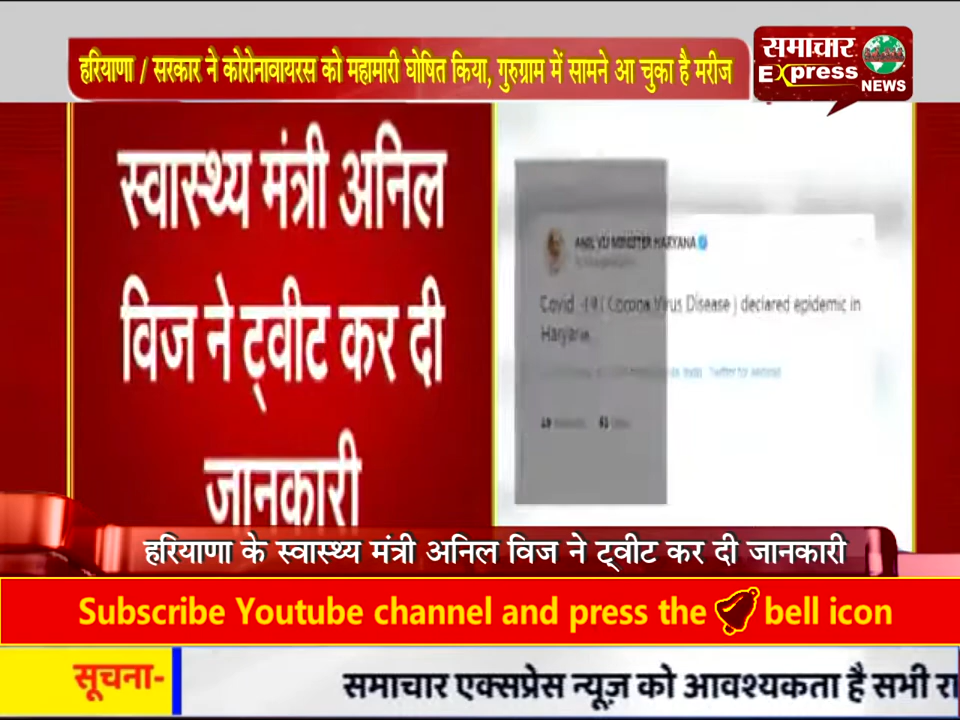 हरियाणा / सरकार ने कोरोनावायरस को महामारी घोषित किया, गुरुग्राम में सामने आ चुका है मरीज
समाचार
Express
NEWS
स्वास्थ्य मंत्री अनिल
विज ने ट्वीट कर दी
जानकारी
ANIL VIJ MINISTER HARYANA
Covid -19 ( Corona Virus Disease ) declared epidemic in
Haryana
हरियाणा के स्वास्थ्य मंत्री अनिल विज ने ट्वीट कर दी जानकारी
Subscribe Youtube channel and press the bell icon
सूचना-
समाचार एक्सप्रेस न्यूज़ को आवश्यकता है सभी रा